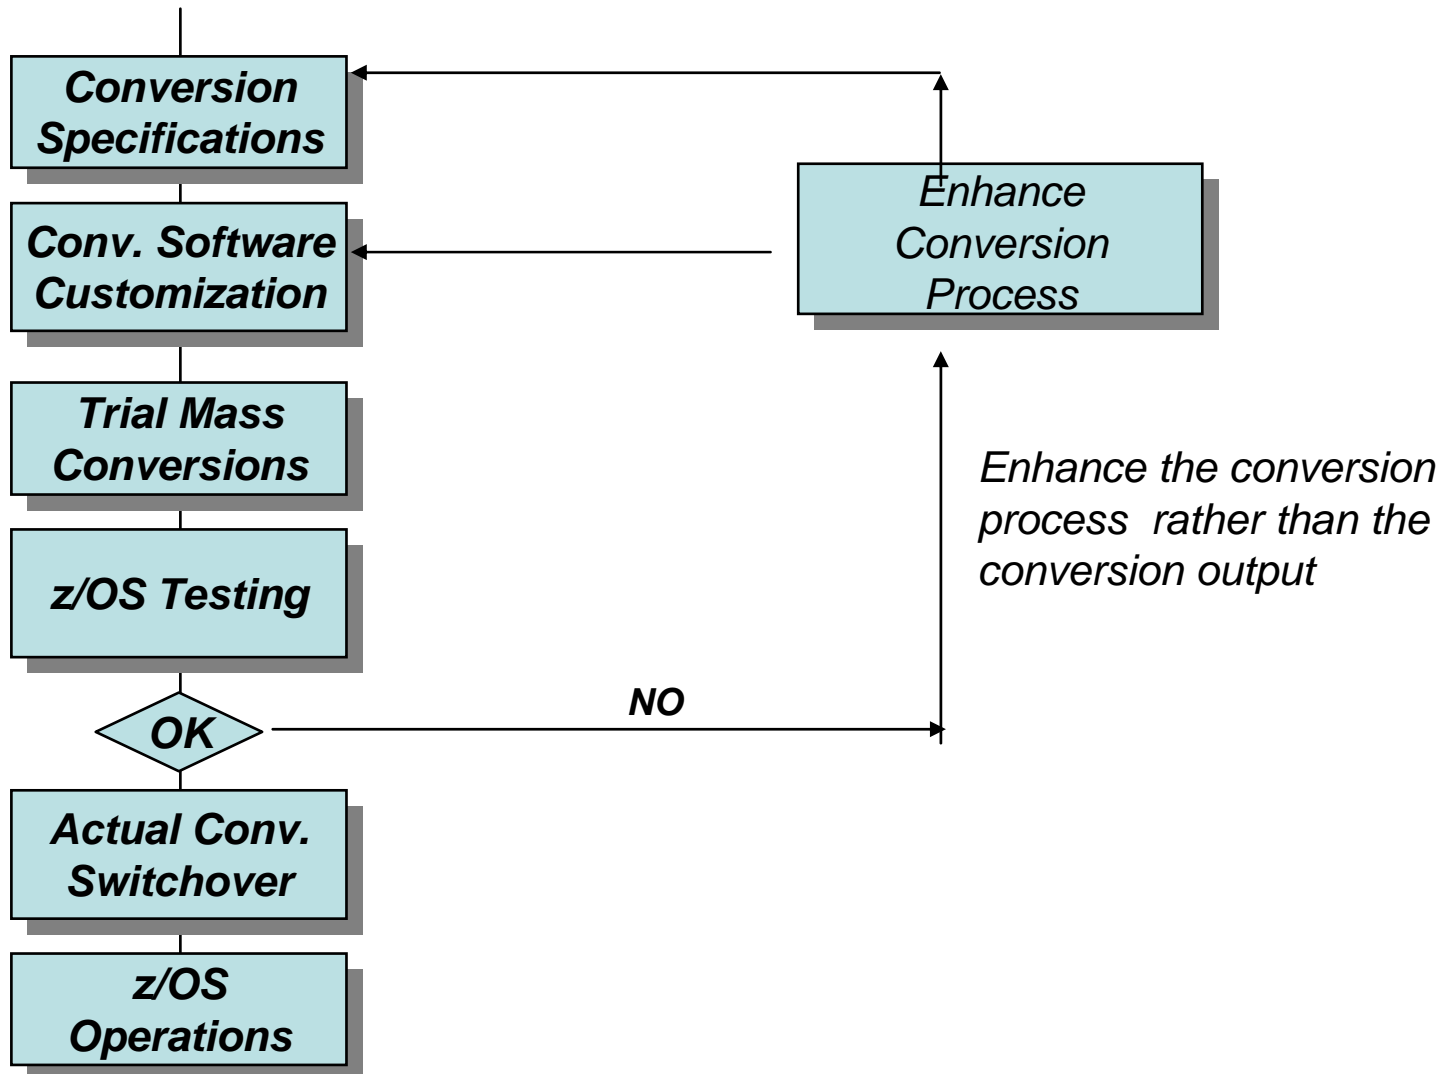 Conversion
Specifications
Enhance
Conversion
Process
Conv. Software
Customization
Trial Mass
Conversions
Enhance the conversion
process  rather than the
conversion output
z/OS Testing
NO
OK
Actual Conv.
Switchover
z/OS
Operations